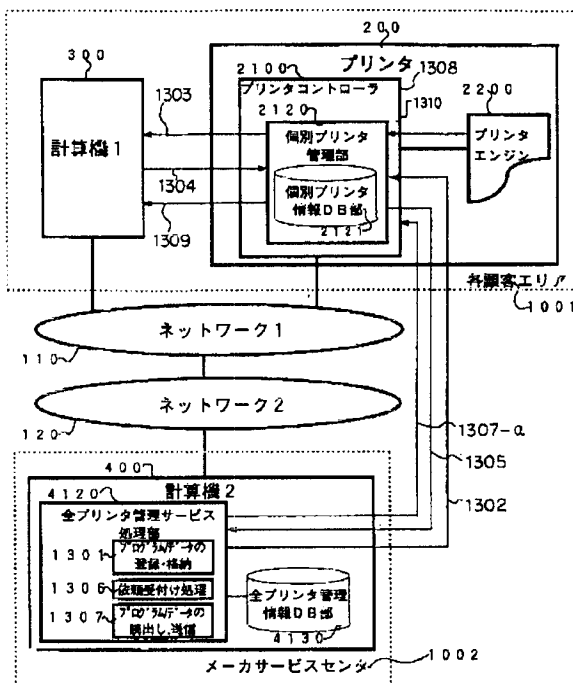 300
計算機1
200
プリンタ
2100
プリンタコントローラ
1308
2120
1310
2200
個別プリンタ
管理部
個別プリンタ
情報DB部
2121
プリンタ
エンジン
1303
1304
1309
各顧客エリア
1001
ネットワーク1
110
ネットワーク2
120
1307-a
1305
1302
400
計算機2
4120
全プリンタ管理サービス
処理部
1301
プログラム/データの
登録・格納
1306
依頼受付け処理
1307
プログラム/データの
読出し、送信
全プリンタ管理
情報DB部
4130
メーカサービスセンタ
1002